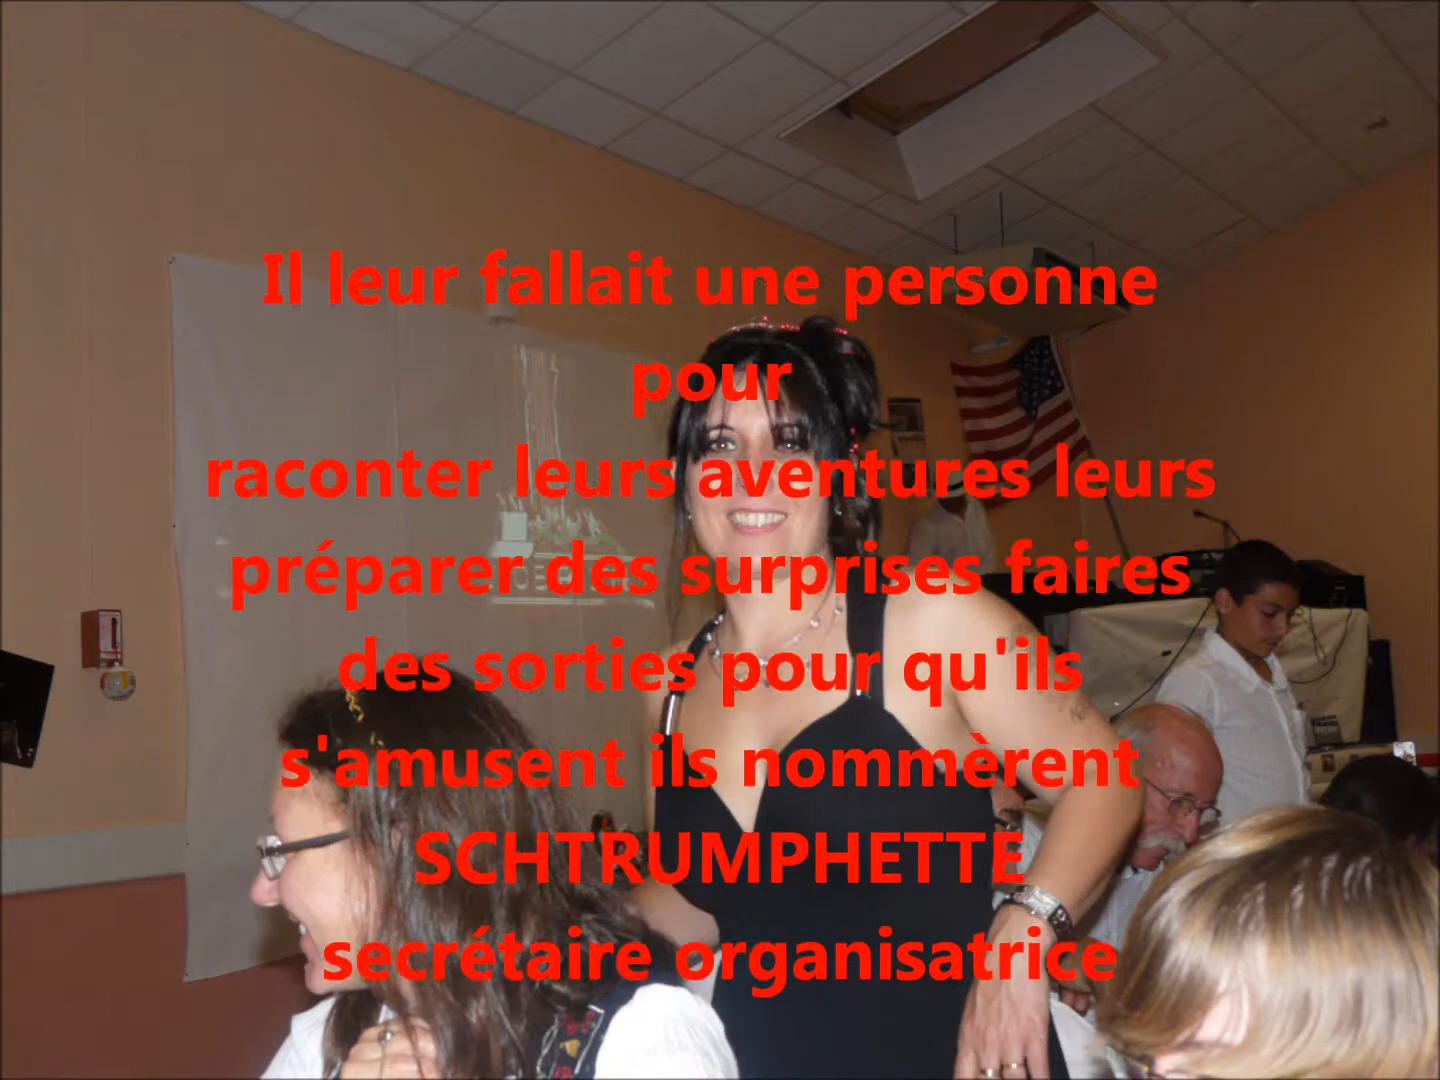 Il leur fallait une personne
pour
raconter leurs aventures leurs
préparer des surprises faires
des sorties pour qu'ils
s'amusent ils nommèrent
SCHTRUMPHETTE
secrétaire organisatrice